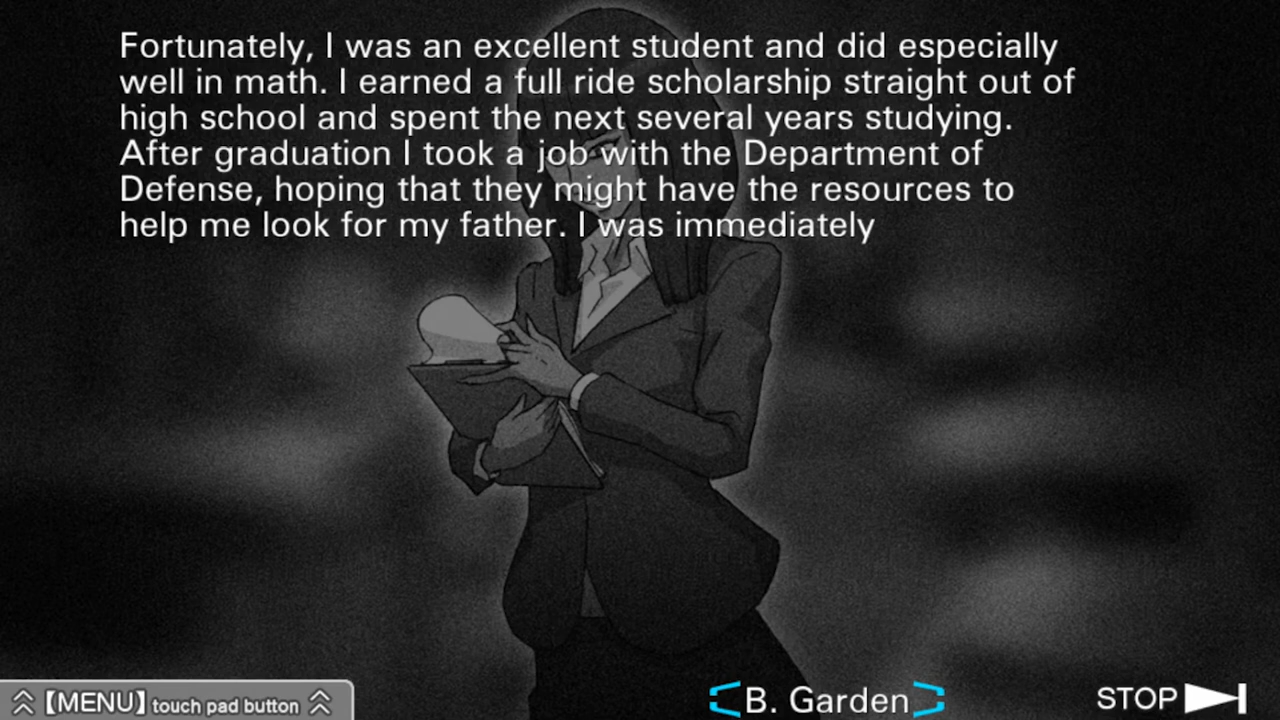 Fortunately, I was an excellent student and did especially
well in math. I earned a full ride scholarship straight out of
high school and spent the next several years studying.
After graduation I took a job with the Department of
Defense, hoping that they might have the resources to
help me look for my father. I was immediately
【MENU】 touch pad button
B. Garden
STOP